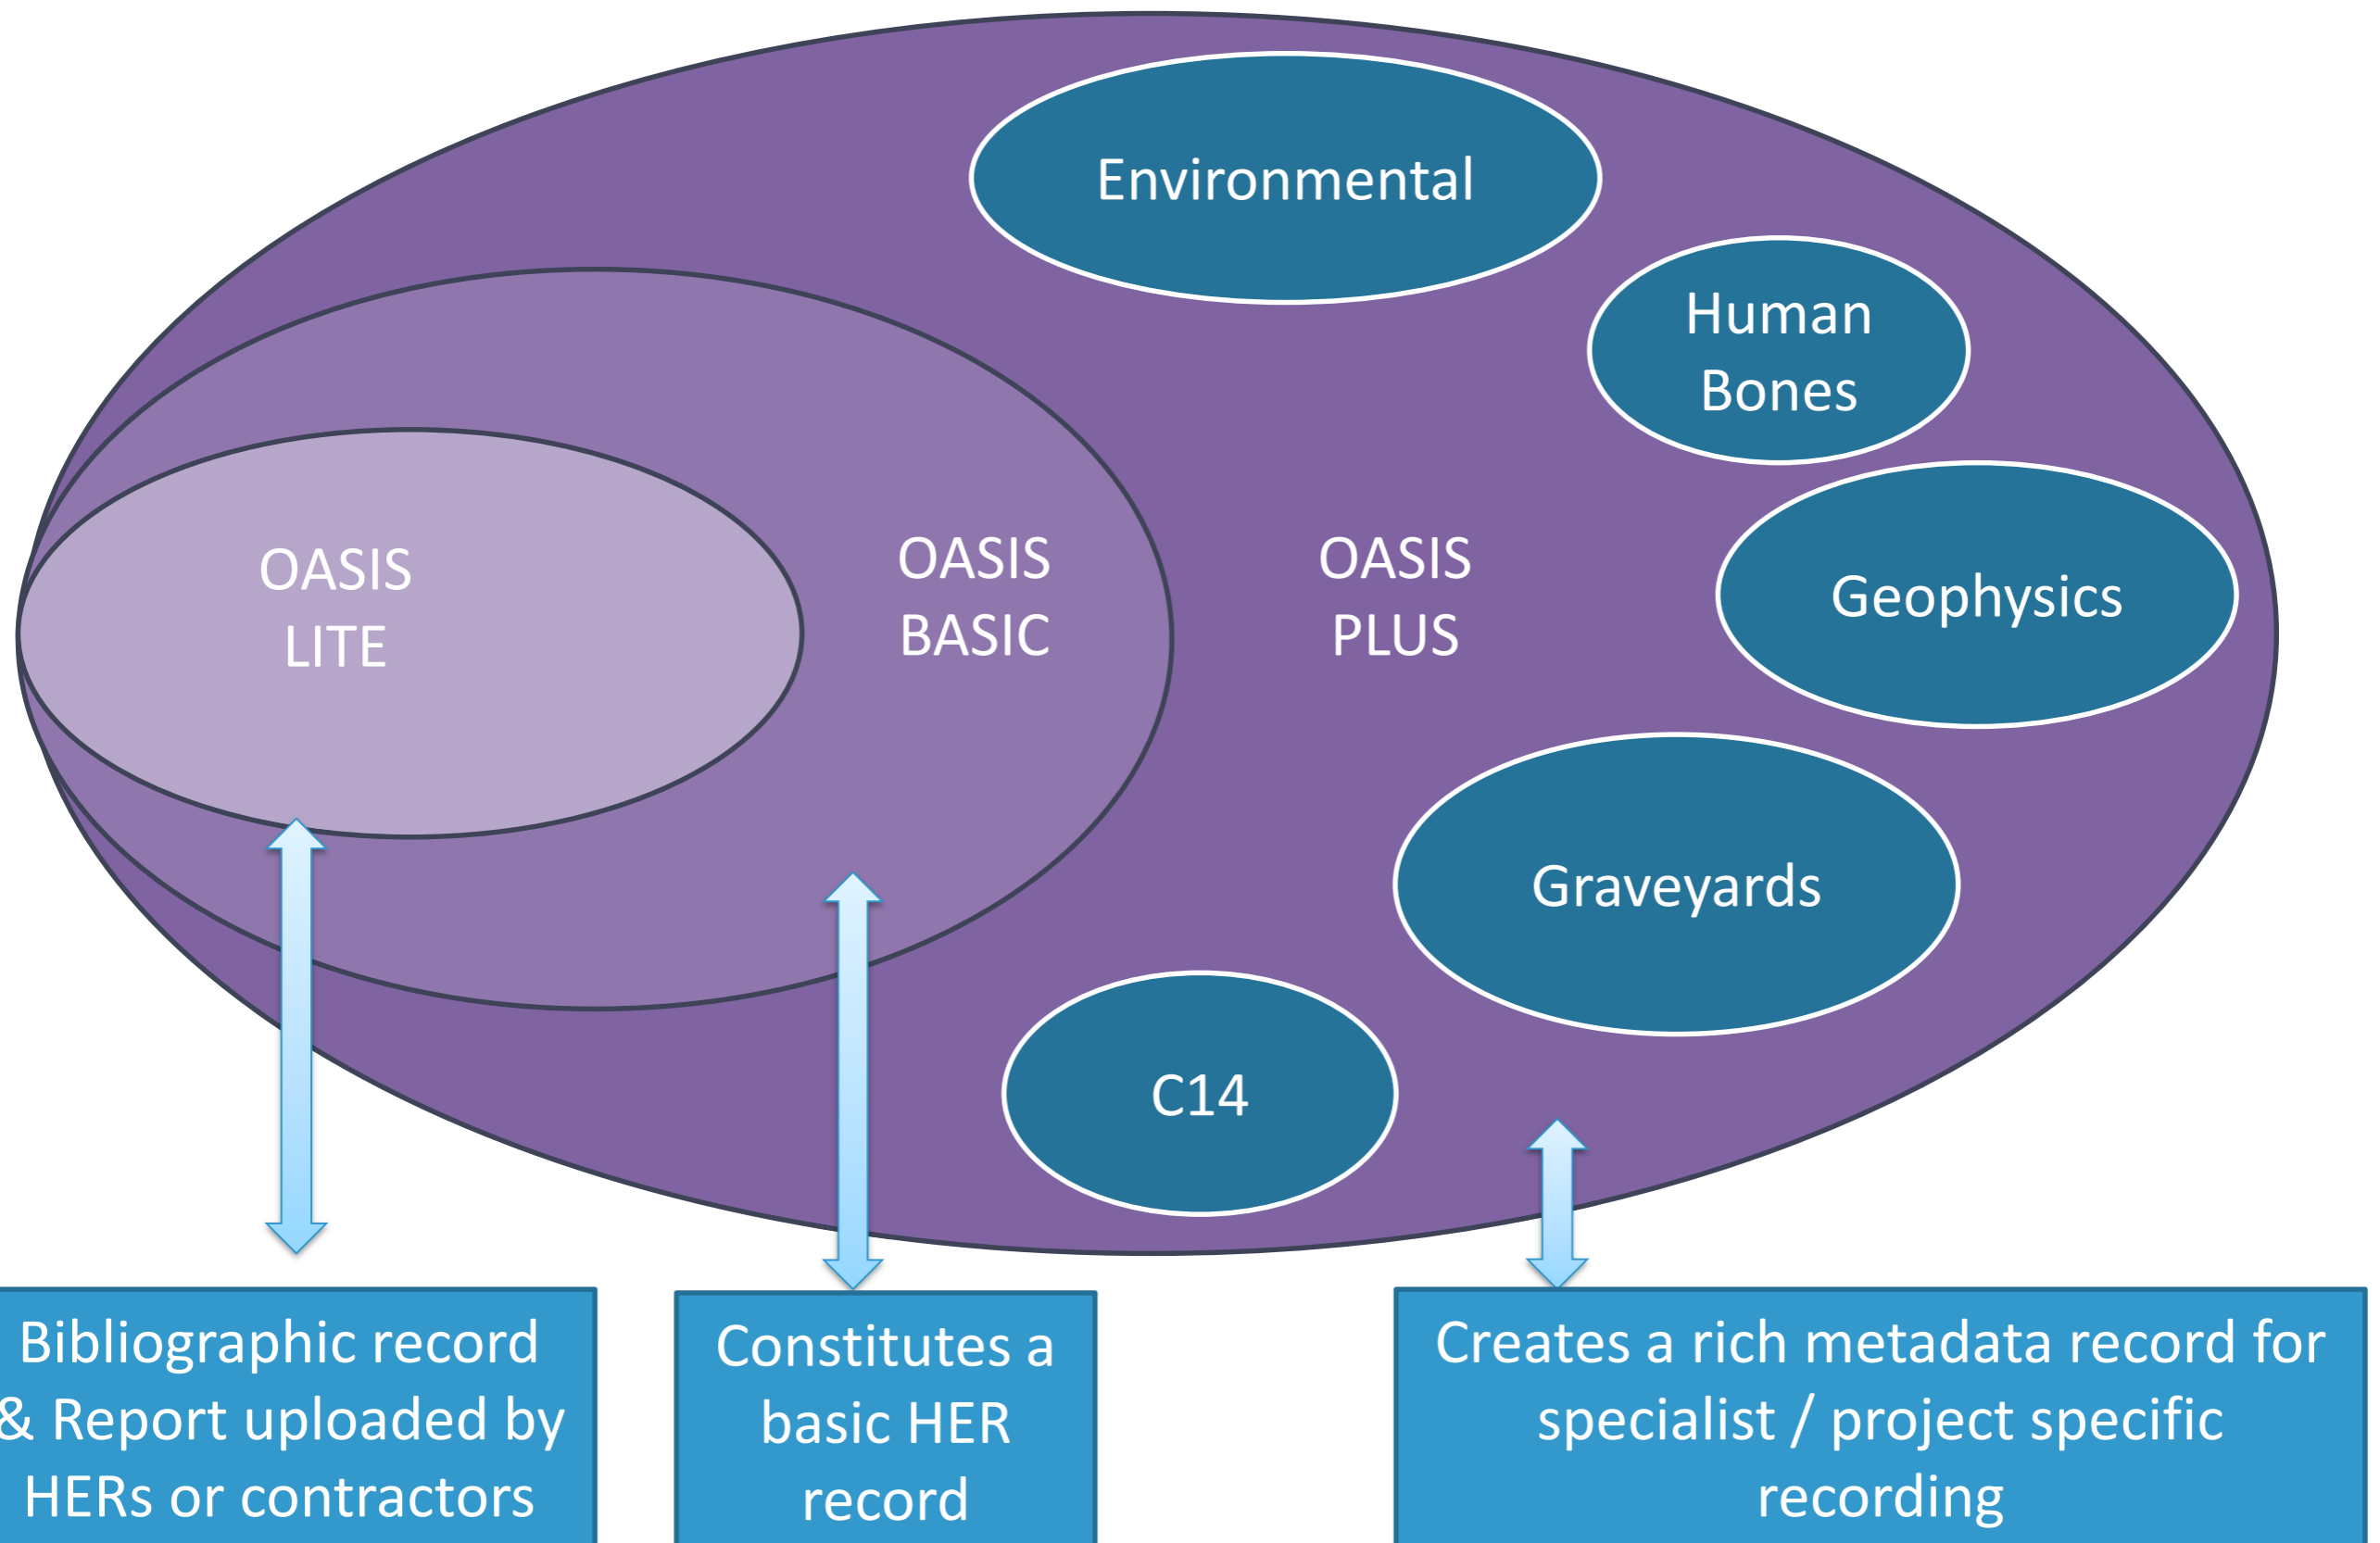 Environmental
Human
Bones
OASIS
LITE
OASIS
BASIC
OASIS
PLUS
Geophysics
Graveyards
C14
Bibliographic record
& Report uploaded by
HERs or contractors
Constitutes a
basic HER
record
Creates a rich metadata record for
specialist / project specific
recording